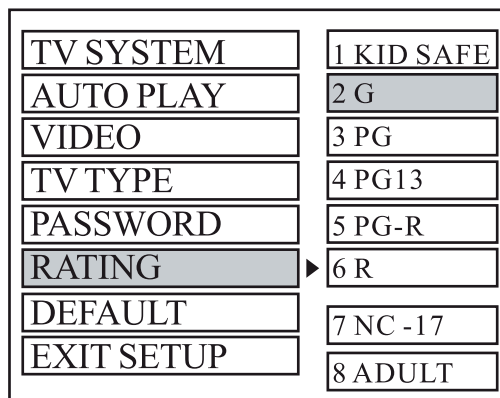 TV SYSTEM
AUTO PLAY
VIDEO
TV TYPE
PASSWORD
RATING
DEFAULT
EXIT SETUP
1 KID SAFE
2 G
3 PG
4 PG13
5 PG-R
6 R
7 NC -17
8 ADULT